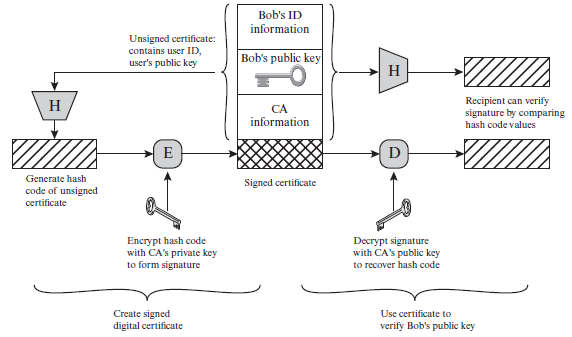 Bob's ID
information
Unsigned certificate:
contains user ID,
user's public key
Bob's public key
H
H
CA
information
Recipient can verify
signature by comparing
hash code values
E
D
Generate hash
code of unsigned
certificate
Signed certificate
Encrypt hash code
with CA's private key
to form signature
Decrypt signature
with CA's public key
to recover hash code
Create signed
digital certificate
Use certificate to
verify Bob's public key